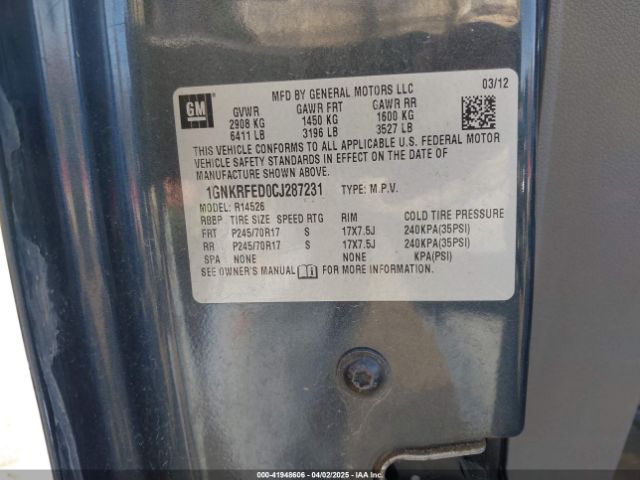 GM
MFD BY GENERAL MOTORS LLC 03/12
GVWR GAWR FRT GAWR RR
2908 KG 1450 KG 1600 KG
6411 LB 3196 LB 3527 LB
THIS VEHICLE CONFORMS TO ALL APPLICABLE U.S. FEDERAL MOTOR
VEHICLE SAFETY STANDARDS IN EFFECT ON THE DATE OF
MANUFACTURE SHOWN ABOVE.
1GNKRFED0CJ287231 TYPE: M.P.V.
MODEL: R14526
RBBP TIRE SIZE SPEED RTG RIM COLD TIRE PRESSURE
FRT P245/70R17 S 17X7.5J 240KPA(35PSI)
RR P245/70R17 S 17X7.5J 240KPA(35PSI)
SPA NONE NONE KPA(PSI)
SEE OWNER'S MANUAL FOR MORE INFORMATION.
000-41948606 - 04/02/2025 - IAAI.COM